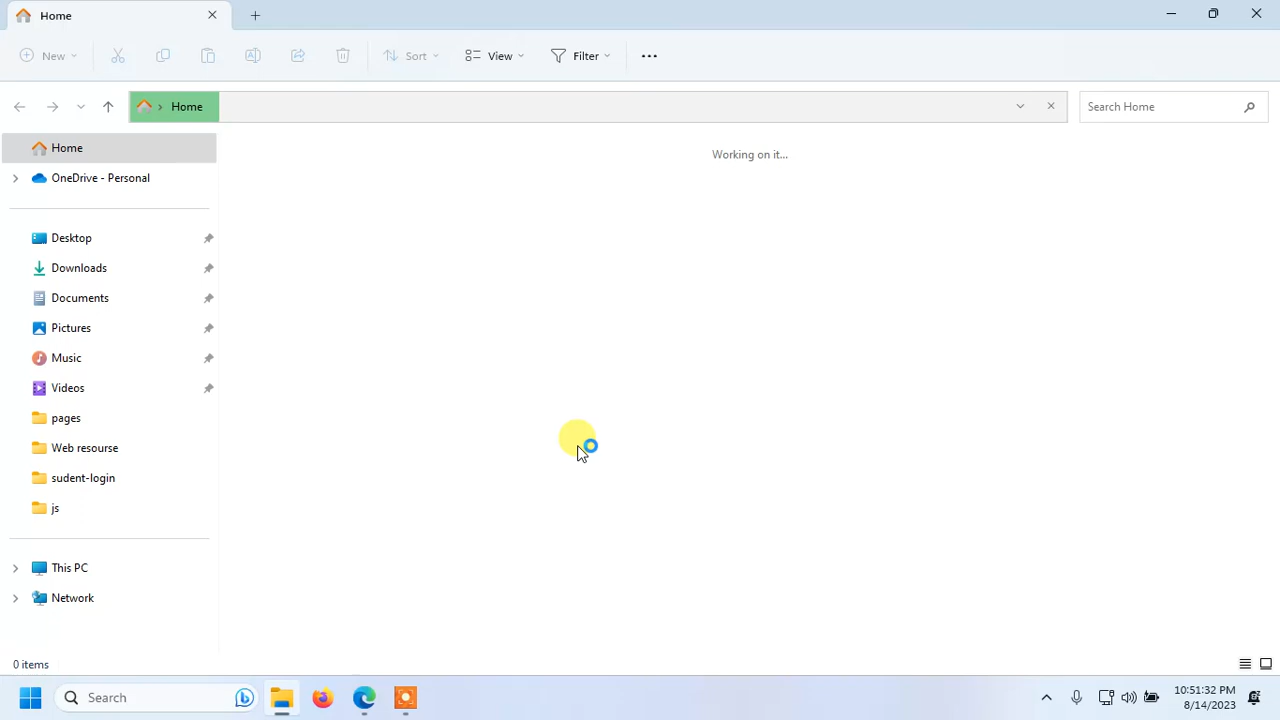 Home
New
Sort
View
Filter
Home
Search Home
Home
Working on it...
OneDrive - Personal
Desktop
Downloads
Documents
Pictures
Music
Videos
pages
Web resourse
sudent-login
js
This PC
Network
0 items
Search
10:51:32 PM
8/14/2023